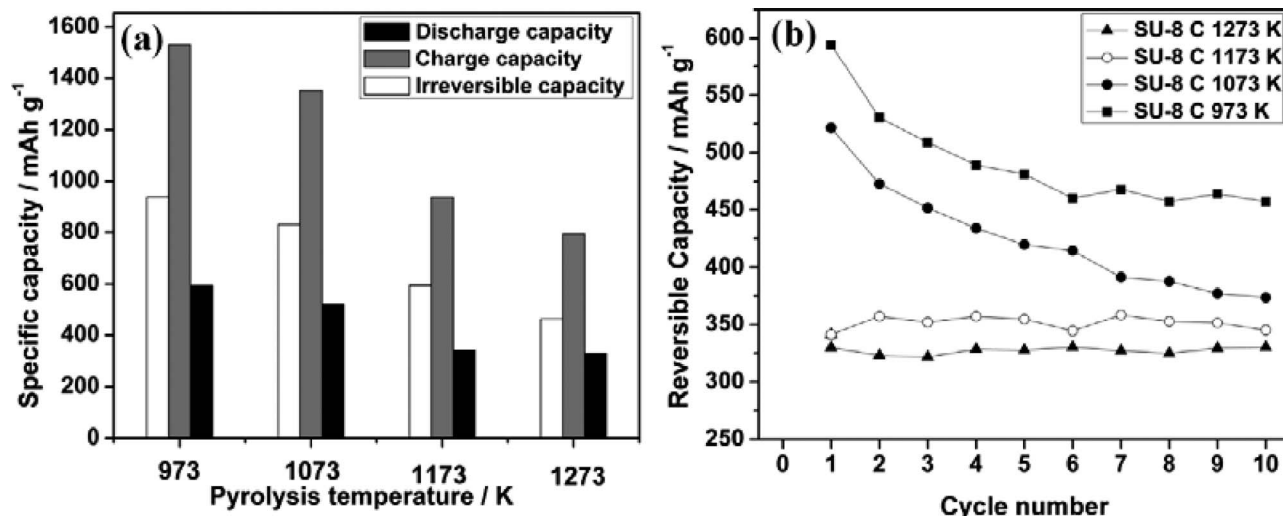 (a)
Discharge capacity
Charge capacity
Irreversible capacity
Specific capacity / mAh g-1
1600
1400
1200
1000
800
600
400
200
0
973 1073 1173 1273
Pyrolysis temperature / K
(b)
SU-8 C 1273 K
SU-8 C 1173 K
SU-8 C 1073 K
SU-8 C 973 K
Reversible Capacity / mAh g-1
600
550
500
450
400
350
300
250
0 1 2 3 4 5 6 7 8 9 10
Cycle number